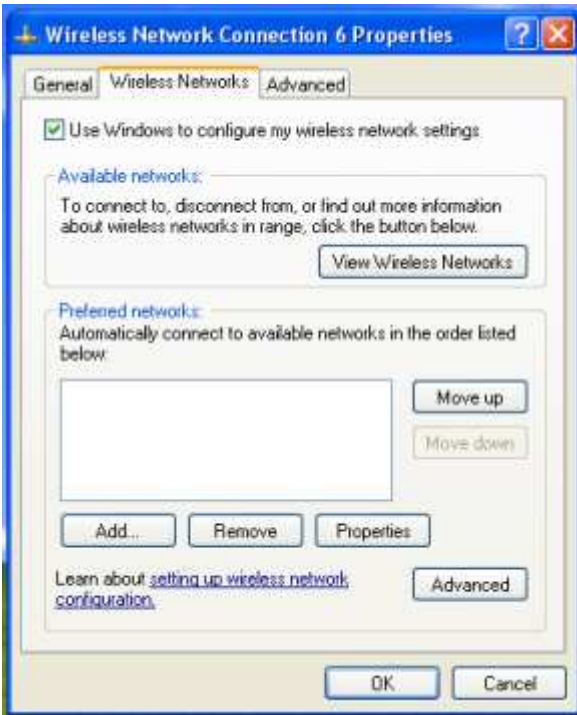 Wireless Network Connection 6 Properties
General Wireless Networks Advanced
Use Windows to configure my wireless network settings
Available networks:
To connect to, disconnect from, or find out more information
about wireless networks in range, click the button below.
View Wireless Networks
Preferred networks:
Automatically connect to available networks in the order listed
below:
Move up
Move down
Add... Remove Properties
Learn about setting up wireless network
configuration.
Advanced
OK Cancel